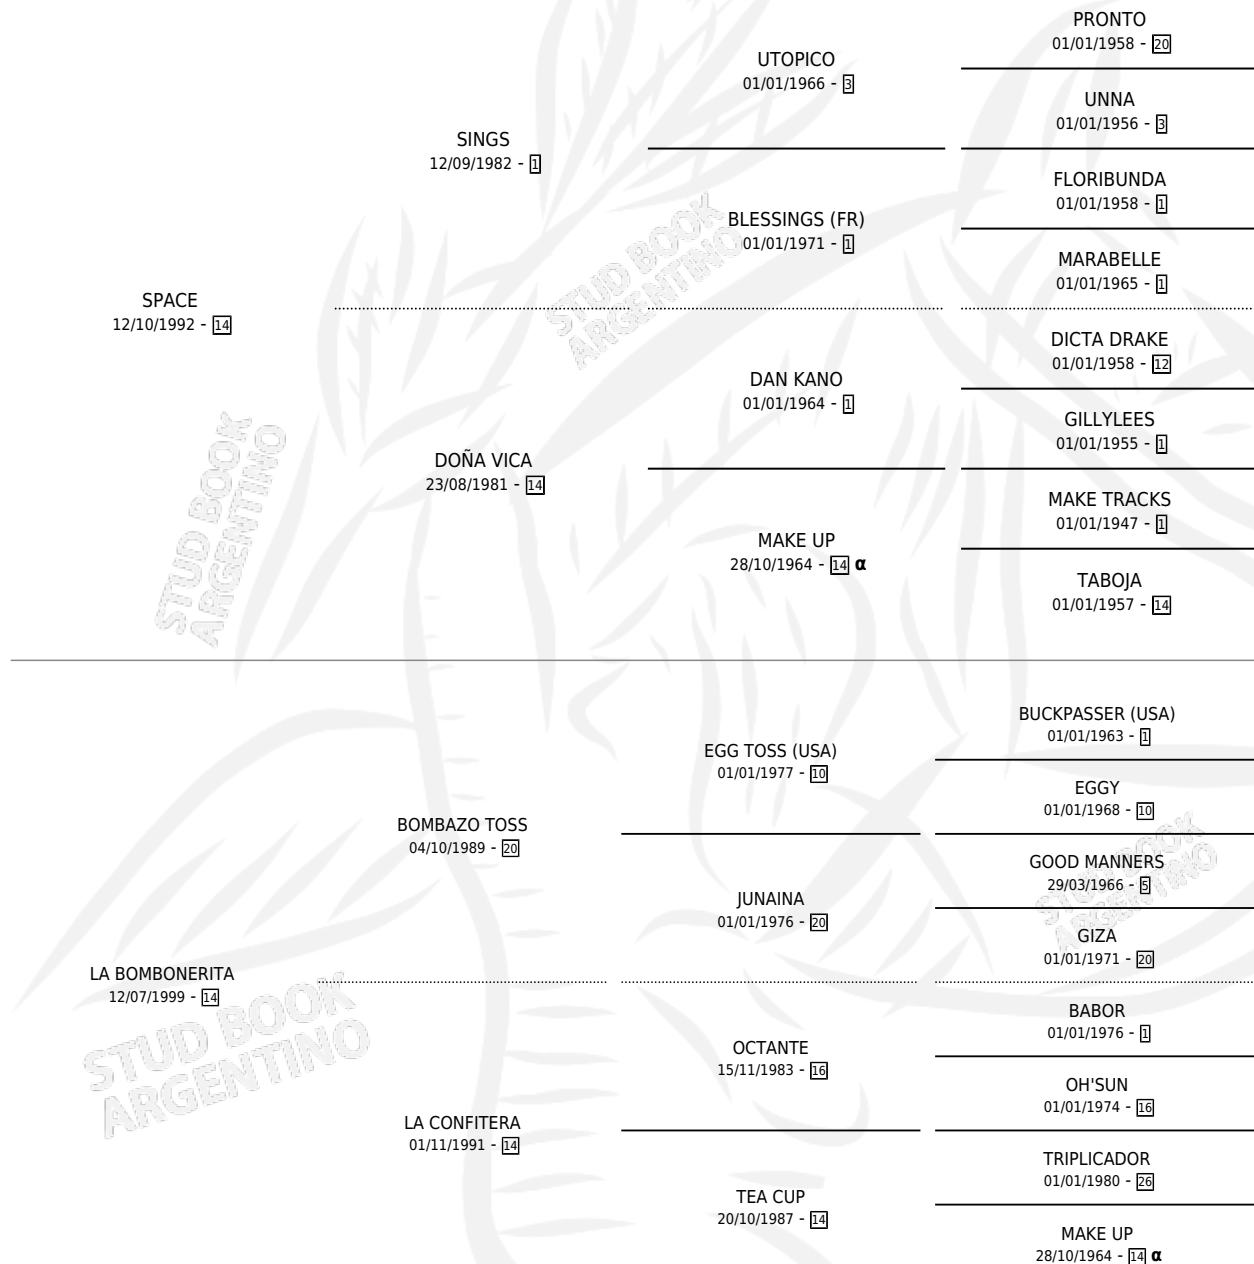 PRONTO
01/01/1958 - 20
UTOPICO
01/01/1966 - 3
UNNA
01/01/1956 - 3
SINGS
12/09/1982 - 1
FLORIBUNDA
01/01/1958 - 1
BLESSINGS (FR)
01/01/1971 - 1
MARABELLE
01/01/1965 - 1
SPACE
12/10/1992 - 14
DICTA DRAKE
01/01/1958 - 12
DAN KANO
01/01/1964 - 1
GILLYLEES
01/01/1955 - 1
DOÑA VICA
23/08/1981 - 14
MAKE TRACKS
01/01/1947 - 1
MAKE UP
28/10/1964 - 14 α
TABOJA
01/01/1957 - 14
STUD BOOK
ARGENTINO
STUD BOOK
ARGENTINO
BUCKPASSER (USA)
01/01/1963 - 1
EGG TOSS (USA)
01/01/1977 - 10
EGGY
01/01/1968 - 10
BOMBAZO TOSS
04/10/1989 - 20
GOOD MANNERS
29/03/1966 - 5
JUNAINA
01/01/1976 - 20
GIZA
01/01/1971 - 20
LA BOMBONERITA
12/07/1999 - 14
BABOR
01/01/1976 - 1
OCTANTE
15/11/1983 - 16
OH'SUN
01/01/1974 - 16
LA CONFITERA
01/11/1991 - 14
TRIPLICADOR
01/01/1980 - 26
TEA CUP
20/10/1987 - 14
MAKE UP
28/10/1964 - 14 α
STUD BOOK
ARGENTINO
STUD BOOK
ARGENTINO